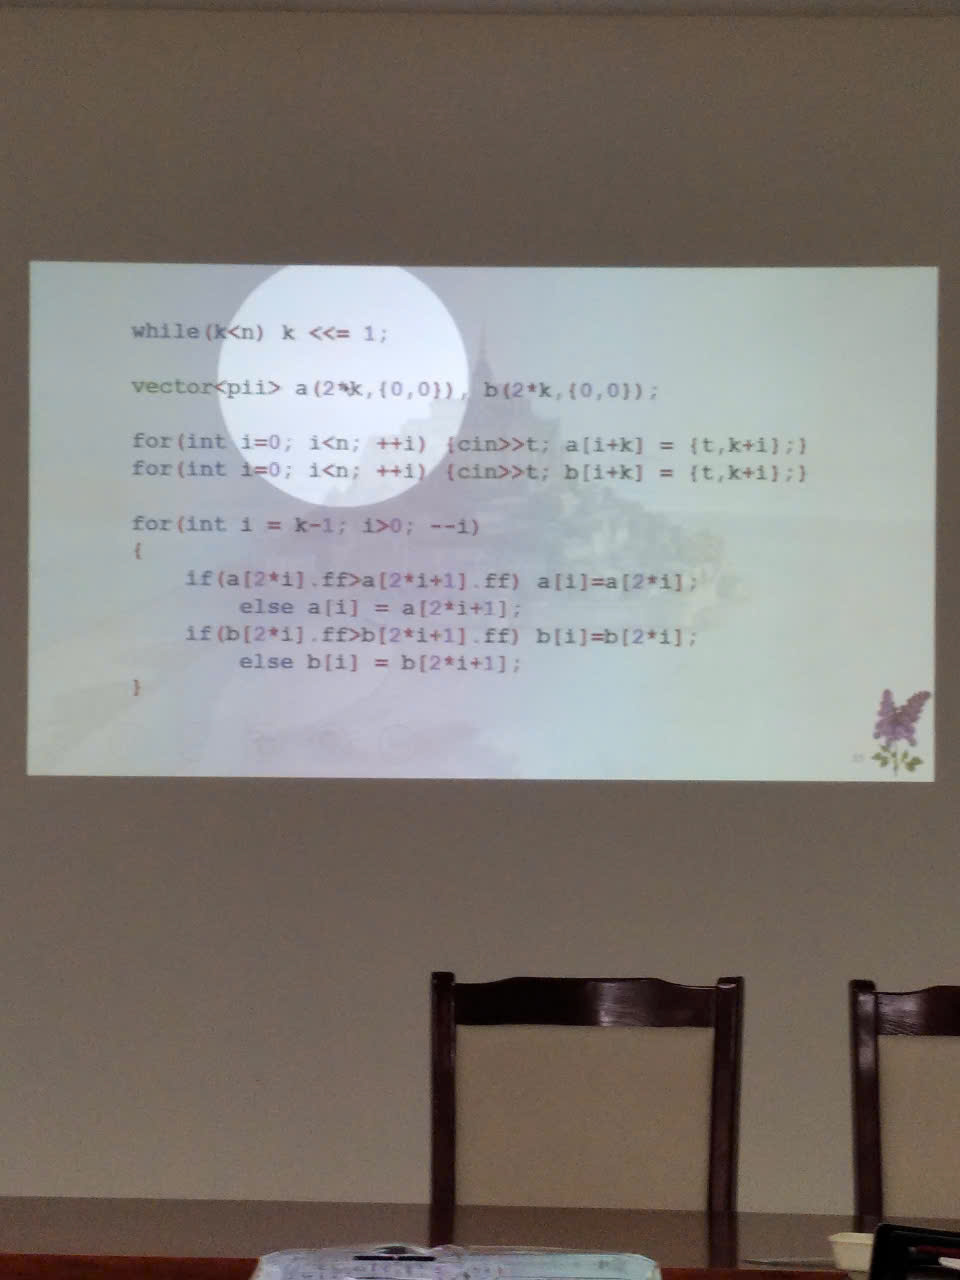 while(k<n) k <<= 1;
vector<pii> a(2*k,{0,0}), b(2*k,{0,0});
for(int i=0; i<n; ++i) {cin>>t; a[i+k] = {t,k+i};}
for(int i=0; i<n; ++i) {cin>>t; b[i+k] = {t,k+i};}
for(int i = k-1; i>0; --i)
{
if(a[2*i].ff>a[2*i+1].ff) a[i]=a[2*i];
else a[i] = a[2*i+1];
if(b[2*i].ff>b[2*i+1].ff) b[i]=b[2*i];
else b[i] = b[2*i+1];
}